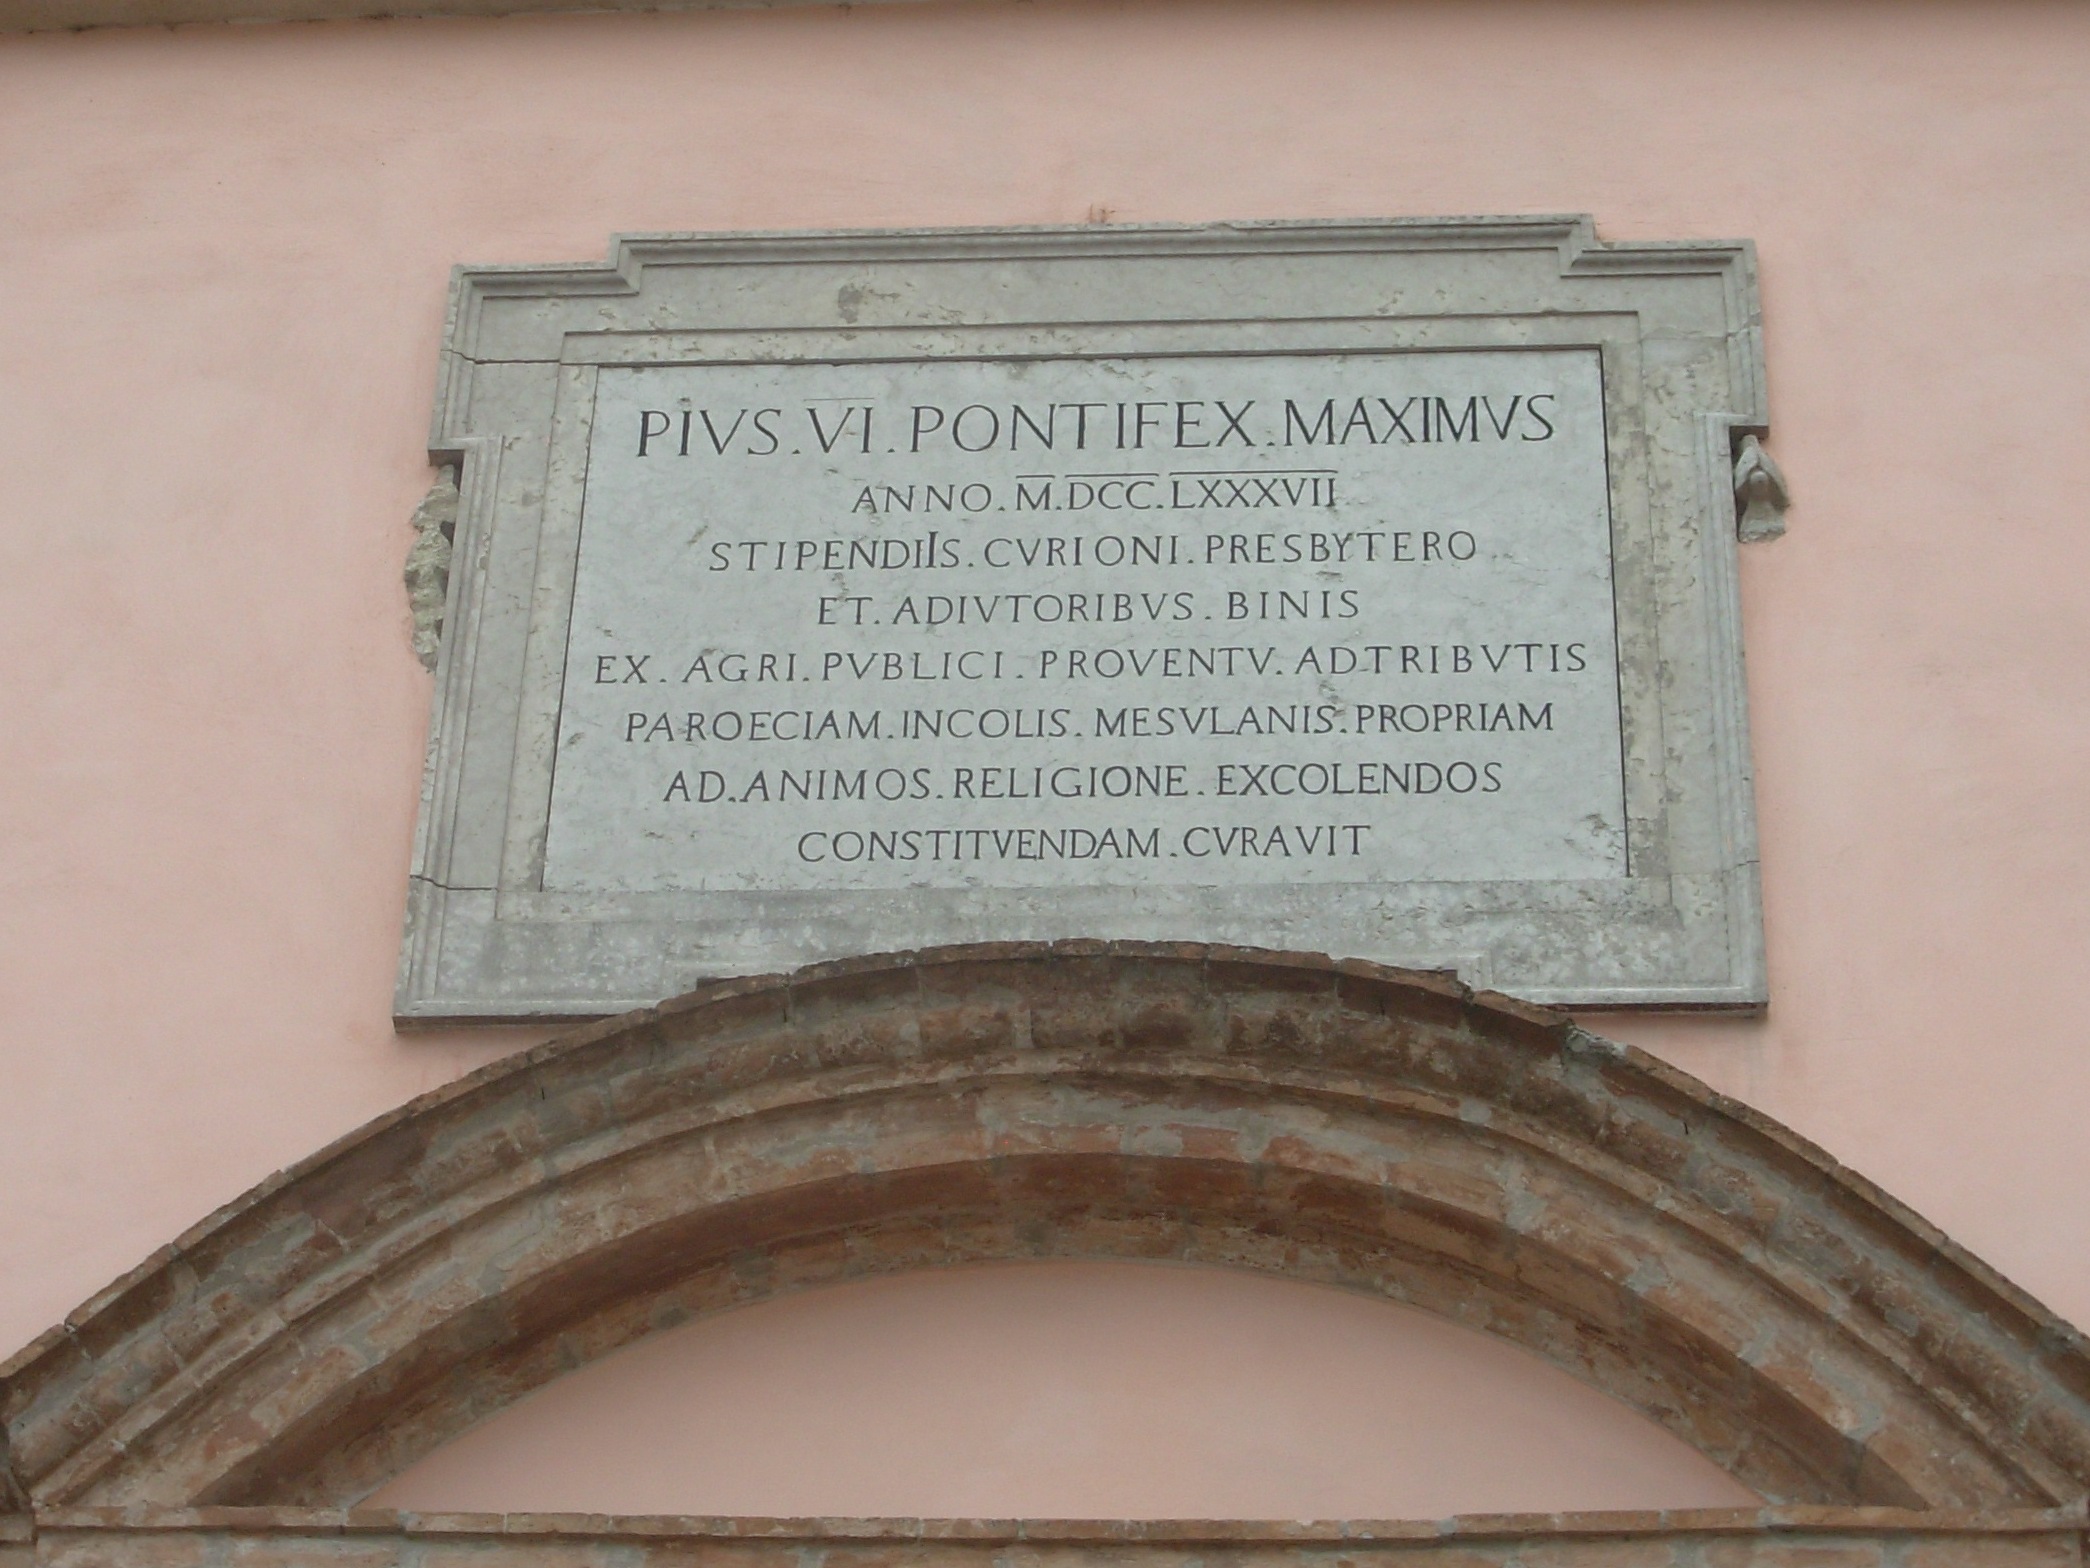 PIVS.VI.PONTIFEX.MAXIMVS
ANNO.M.DCC.LXXXVII
STIPENDIIS.CVRIONI.PRESBYTERO
ET.ADIVTORIBVS.BINIS
EX.AGRI.PVBLICI.PROVENTV.ADTRIBVTIS
PAROECIAM.INCOLIS.MESVLANIS.PROPRIAM
AD.ANIMOS.RELIGIONE.EXCOLENDOS
CONSTITVENDAM.CVRAVIT